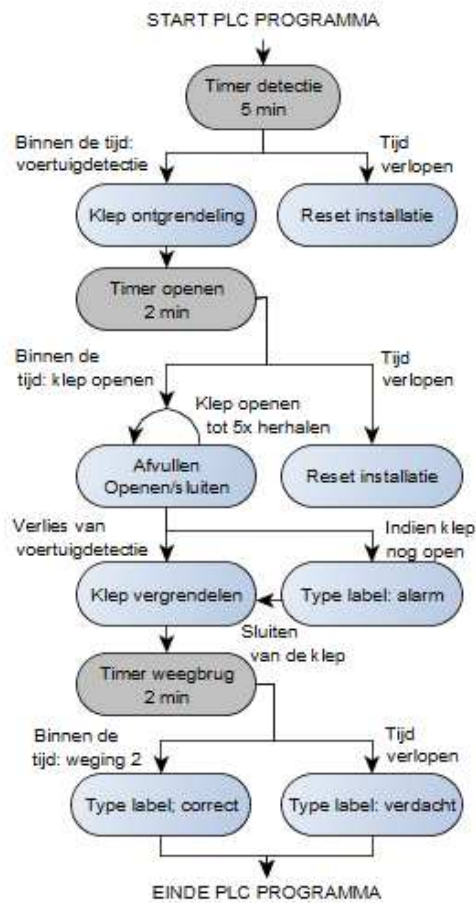 START PLC PROGRAMMA
Timer detectie
5 min
Binnen de tijd:
voertuigdetectie
Tijd
verlopen
Klep ontgrendeling
Reset installatie
Timer openen
2 min
Binnen de
tijd: klep openen
Tijd
verlopen
Klep openen
tot 5x herhalen
Afvullen
Openen/sluiten
Reset installatie
Verlies van
voertuigdetectie
Indien klep
nog open
Klep vergrendelen
Type label: alarm
Sluiten
van de klep
Timer weegbrug
2 min
Binnen de
tijd: weging 2
Tijd
verlopen
Type label; correct
Type label: verdacht
EINDE PLC PROGRAMMA